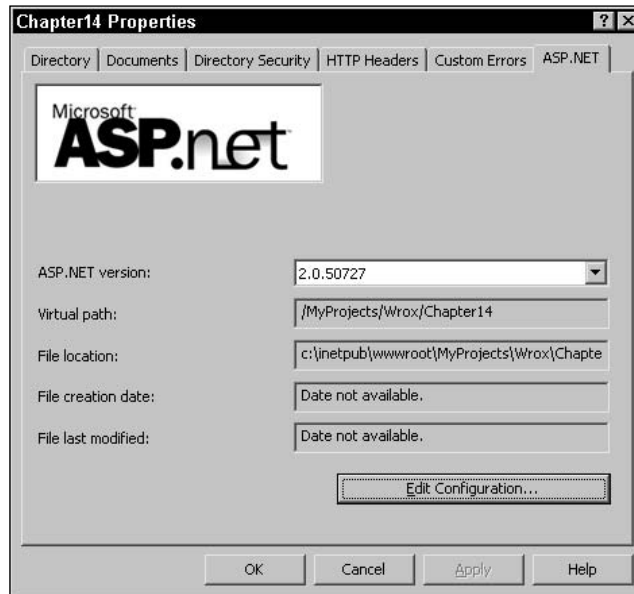 Chapter14 Properties
Directory Documents Directory Security HTTP Headers Custom Errors ASP.NET
Microsoft
ASP.net
ASP.NET version: 2.0.50727
Virtual path: /MyProjects/Wrox/Chapter14
File location: c:\inetpub\wwwroot\MyProjects\Wrox\Chapte
File creation date: Date not available.
File last modified: Date not available.
Edit Configuration...
OK Cancel Apply Help